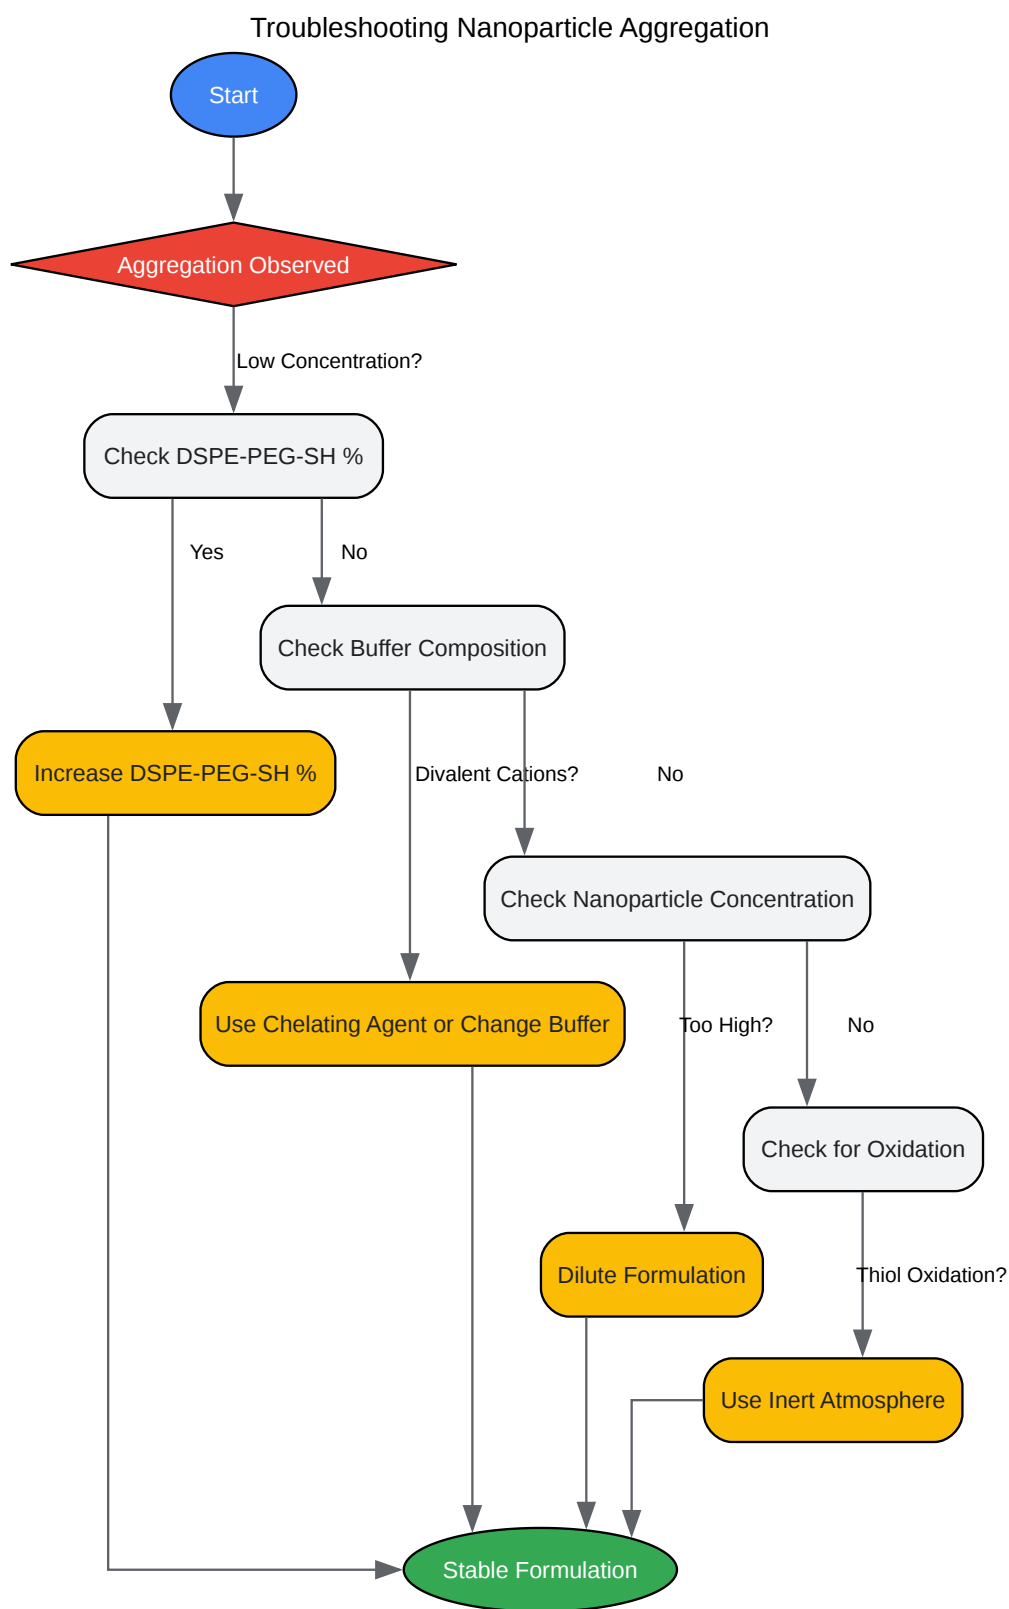 Troubleshooting Nanoparticle Aggregation
Start
Aggregation Observed
Low Concentration?
Check DSPE-PEG-SH %
Yes
No
Check Buffer Composition
Increase DSPE-PEG-SH %
Divalent Cations?
No
Check Nanoparticle Concentration
Use Chelating Agent or Change Buffer
Too High?
No
Check for Oxidation
Dilute Formulation
Thiol Oxidation?
Use Inert Atmosphere
Stable Formulation